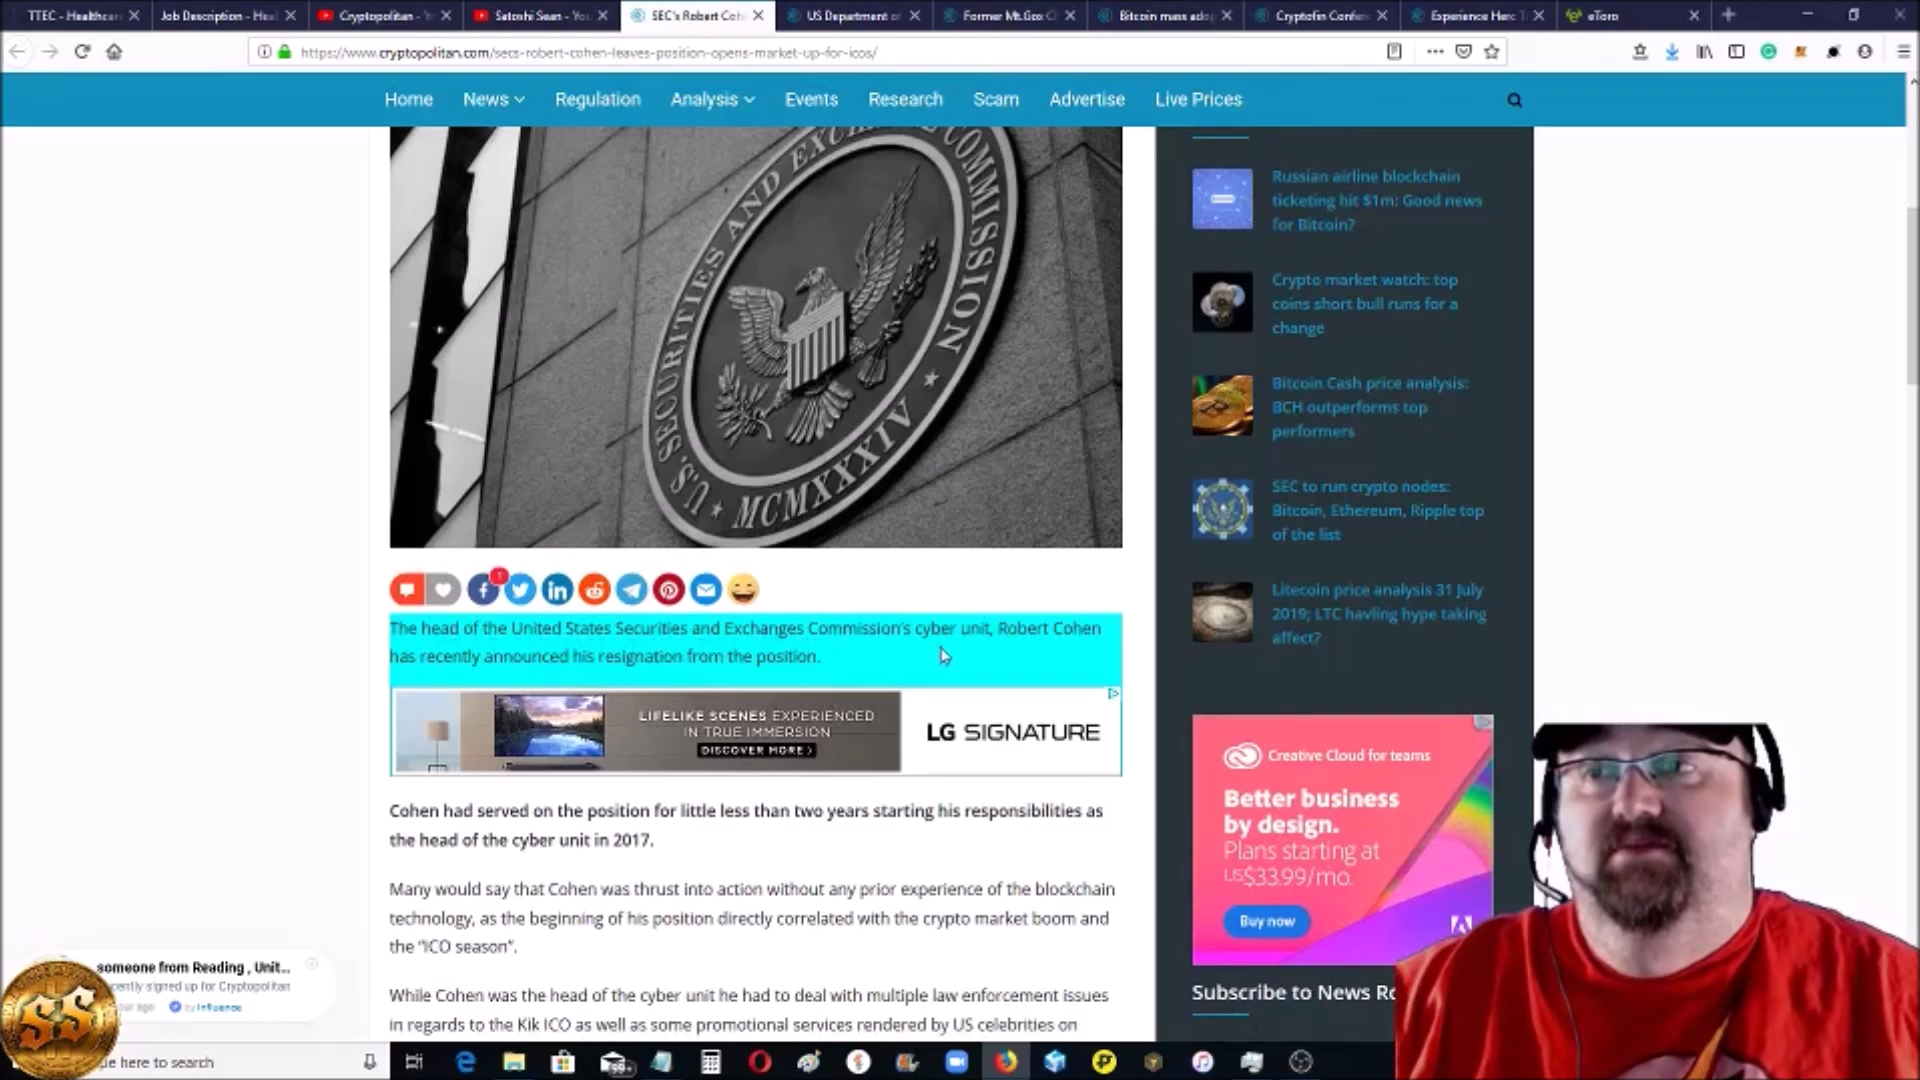 TTEC - Healthcar
Job Description - Heal
Cryptopolitan - Y
Satoshi Sean - You
SEC's Robert Coh
US Department of
Former Mt.Gox C
Bitcoin mass adop
Cryptofin Confere
Experience Herc T
eToro
https://www.cryptopolitan.com/secs-robert-cohen-leaves-position-opens-market-up-for-icos/
Home News Regulation Analysis Events Research Scam Advertise Live Prices
U.S. SECURITIES AND EXCHANGE COMMISSION
MCMXXXIV
Russian airline blockchain
ticketing hit $1m: Good news
for Bitcoin?
Crypto market watch: top
coins short bull runs for a
change
Bitcoin Cash price analysis:
BCH outperforms top
performers
SEC to run crypto nodes:
Bitcoin, Ethereum, Ripple top
of the list
Litecoin price analysis 31 July
2019; LTC havling hype taking
affect?
1
The head of the United States Securities and Exchanges Commission's cyber unit, Robert Cohen
has recently announced his resignation from the position.
LIFELIKE SCENES EXPERIENCED
IN TRUE IMMERSION
DISCOVER MORE >
LG SIGNATURE
Cohen had served on the position for little less than two years starting his responsibilities as
the head of the cyber unit in 2017.
Many would say that Cohen was thrust into action without any prior experience of the blockchain
technology, as the beginning of his position directly correlated with the crypto market boom and
the "ICO season".
While Cohen was the head of the cyber unit he had to deal with multiple law enforcement issues
in regards to the Kik ICO as well as some promotional services rendered by US celebrities on
Creative Cloud for teams
Better business
by design.
Plans starting at
US$33.99/mo.
Buy now
Subscribe to News Ro
someone from Reading , Unit...
cently signed up for Cryptopolitan
ur ago by Influence
SS
pe here to search
99+